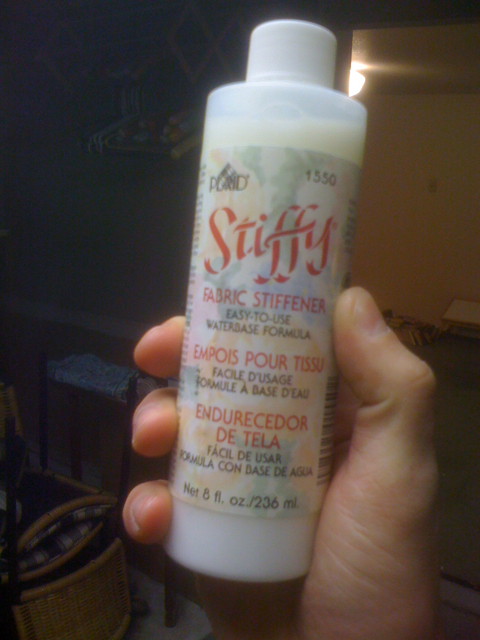 PLAID® 1550
Stiffy®
FABRIC STIFFENER
EASY-TO-USE
WATERBASE FORMULA
EMPOIS POUR TISSU
FACILE D'USAGE
FORMULE À BASE D'EAU
ENDURECEDOR
DE TELA
FÁCIL DE USAR
FORMULA CON BASE DE AGUA
Net 8 fl. oz./236 ml.